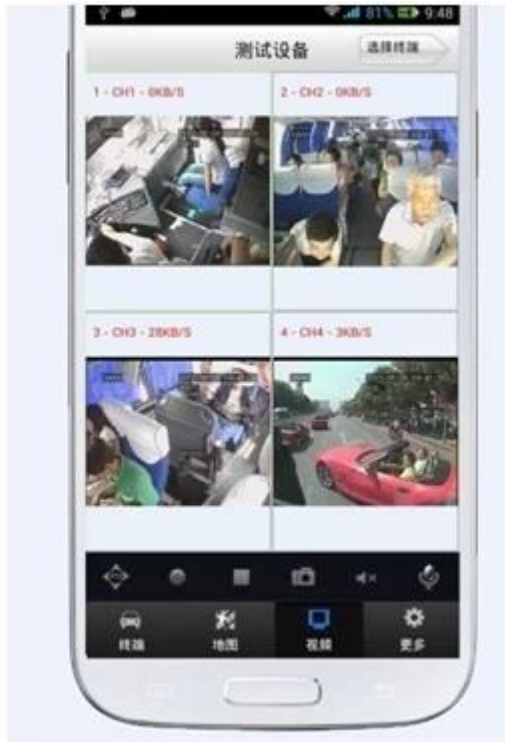 81% 9:48
测试设备 选择终端
1 - CH1 - 0KB/S 2 - CH2 - 0KB/S
3 - CH3 - 28KB/S 4 - CH4 - 3KB/S
终端 地图 视频 更多